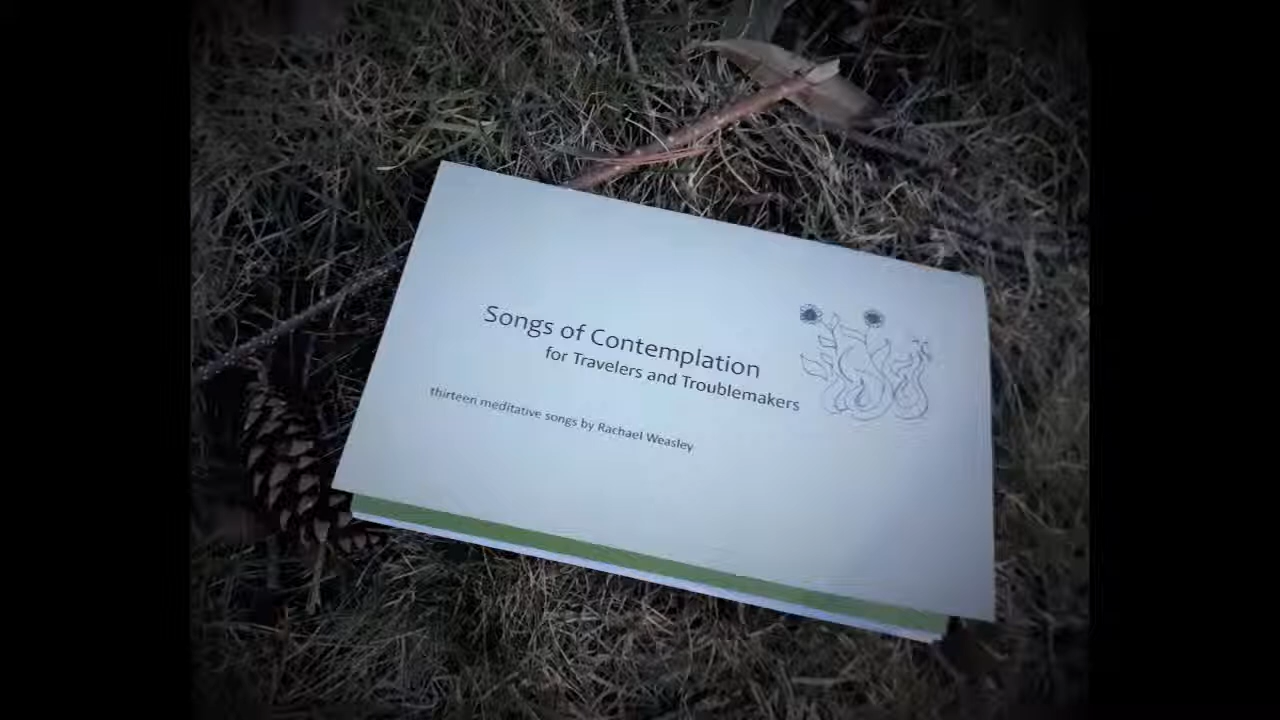 Songs of Contemplation
for Travelers and Troublemakers
thirteen meditative songs by Rachael Weasley